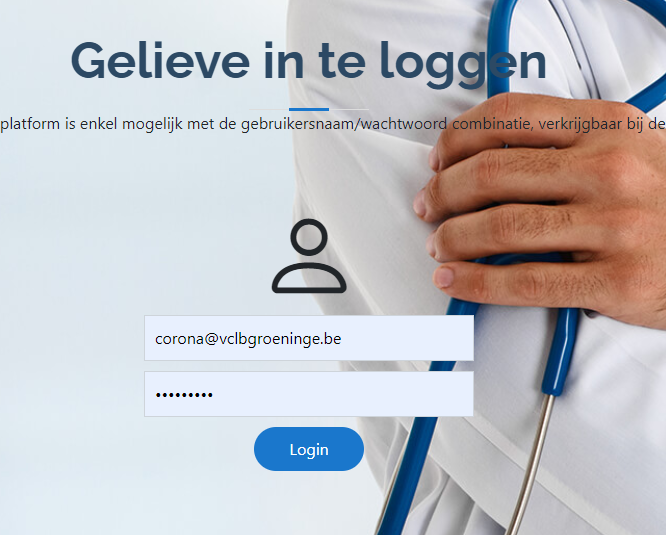 Gelieve in te loggen
platform is enkel mogelijk met de gebruikersnaam/wachtwoord combinatie, verkrijgbaar bij de
corona@vclbgroeninge.be
•••••••••
Login